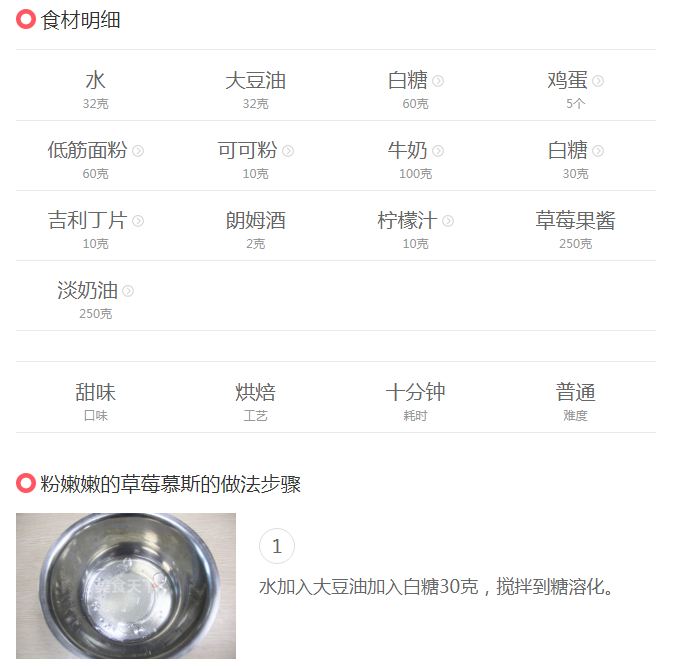 食材明细
水 大豆油 白糖 鸡蛋
32克 32克 60克 5个
低筋面粉 可可粉 牛奶 白糖
60克 10克 100克 30克
吉利丁片 朗姆酒 柠檬汁 草莓果酱
10克 2克 10克 250克
淡奶油
250克
甜味 烘焙 十分钟 普通
口味 工艺 耗时 难度
粉嫩嫩的草莓慕斯的做法步骤
1
水加入大豆油加入白糖30克，搅拌到糖溶化。
美食天下